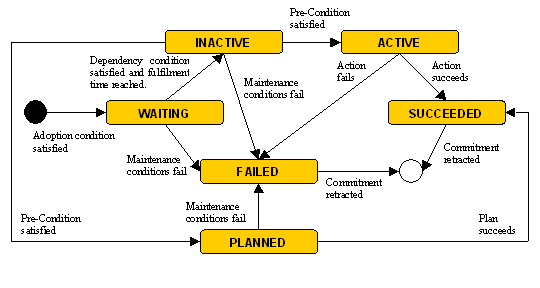 Pre-Condition
satisfied
INACTIVE
ACTIVE
Dependency condition
satisfied and fulfilment
time reached.
Maintenance
conditions fail
Action
fails
Action
succeeds
WAITING
SUCCEEDED
Adoption condition
satisfied
Maintenance
conditions fail
Commitment
retracted
FAILED
Commitment
retracted
Maintenance
conditions fail
Pre-Condition
satisfied
Plan
succeeds
PLANNED